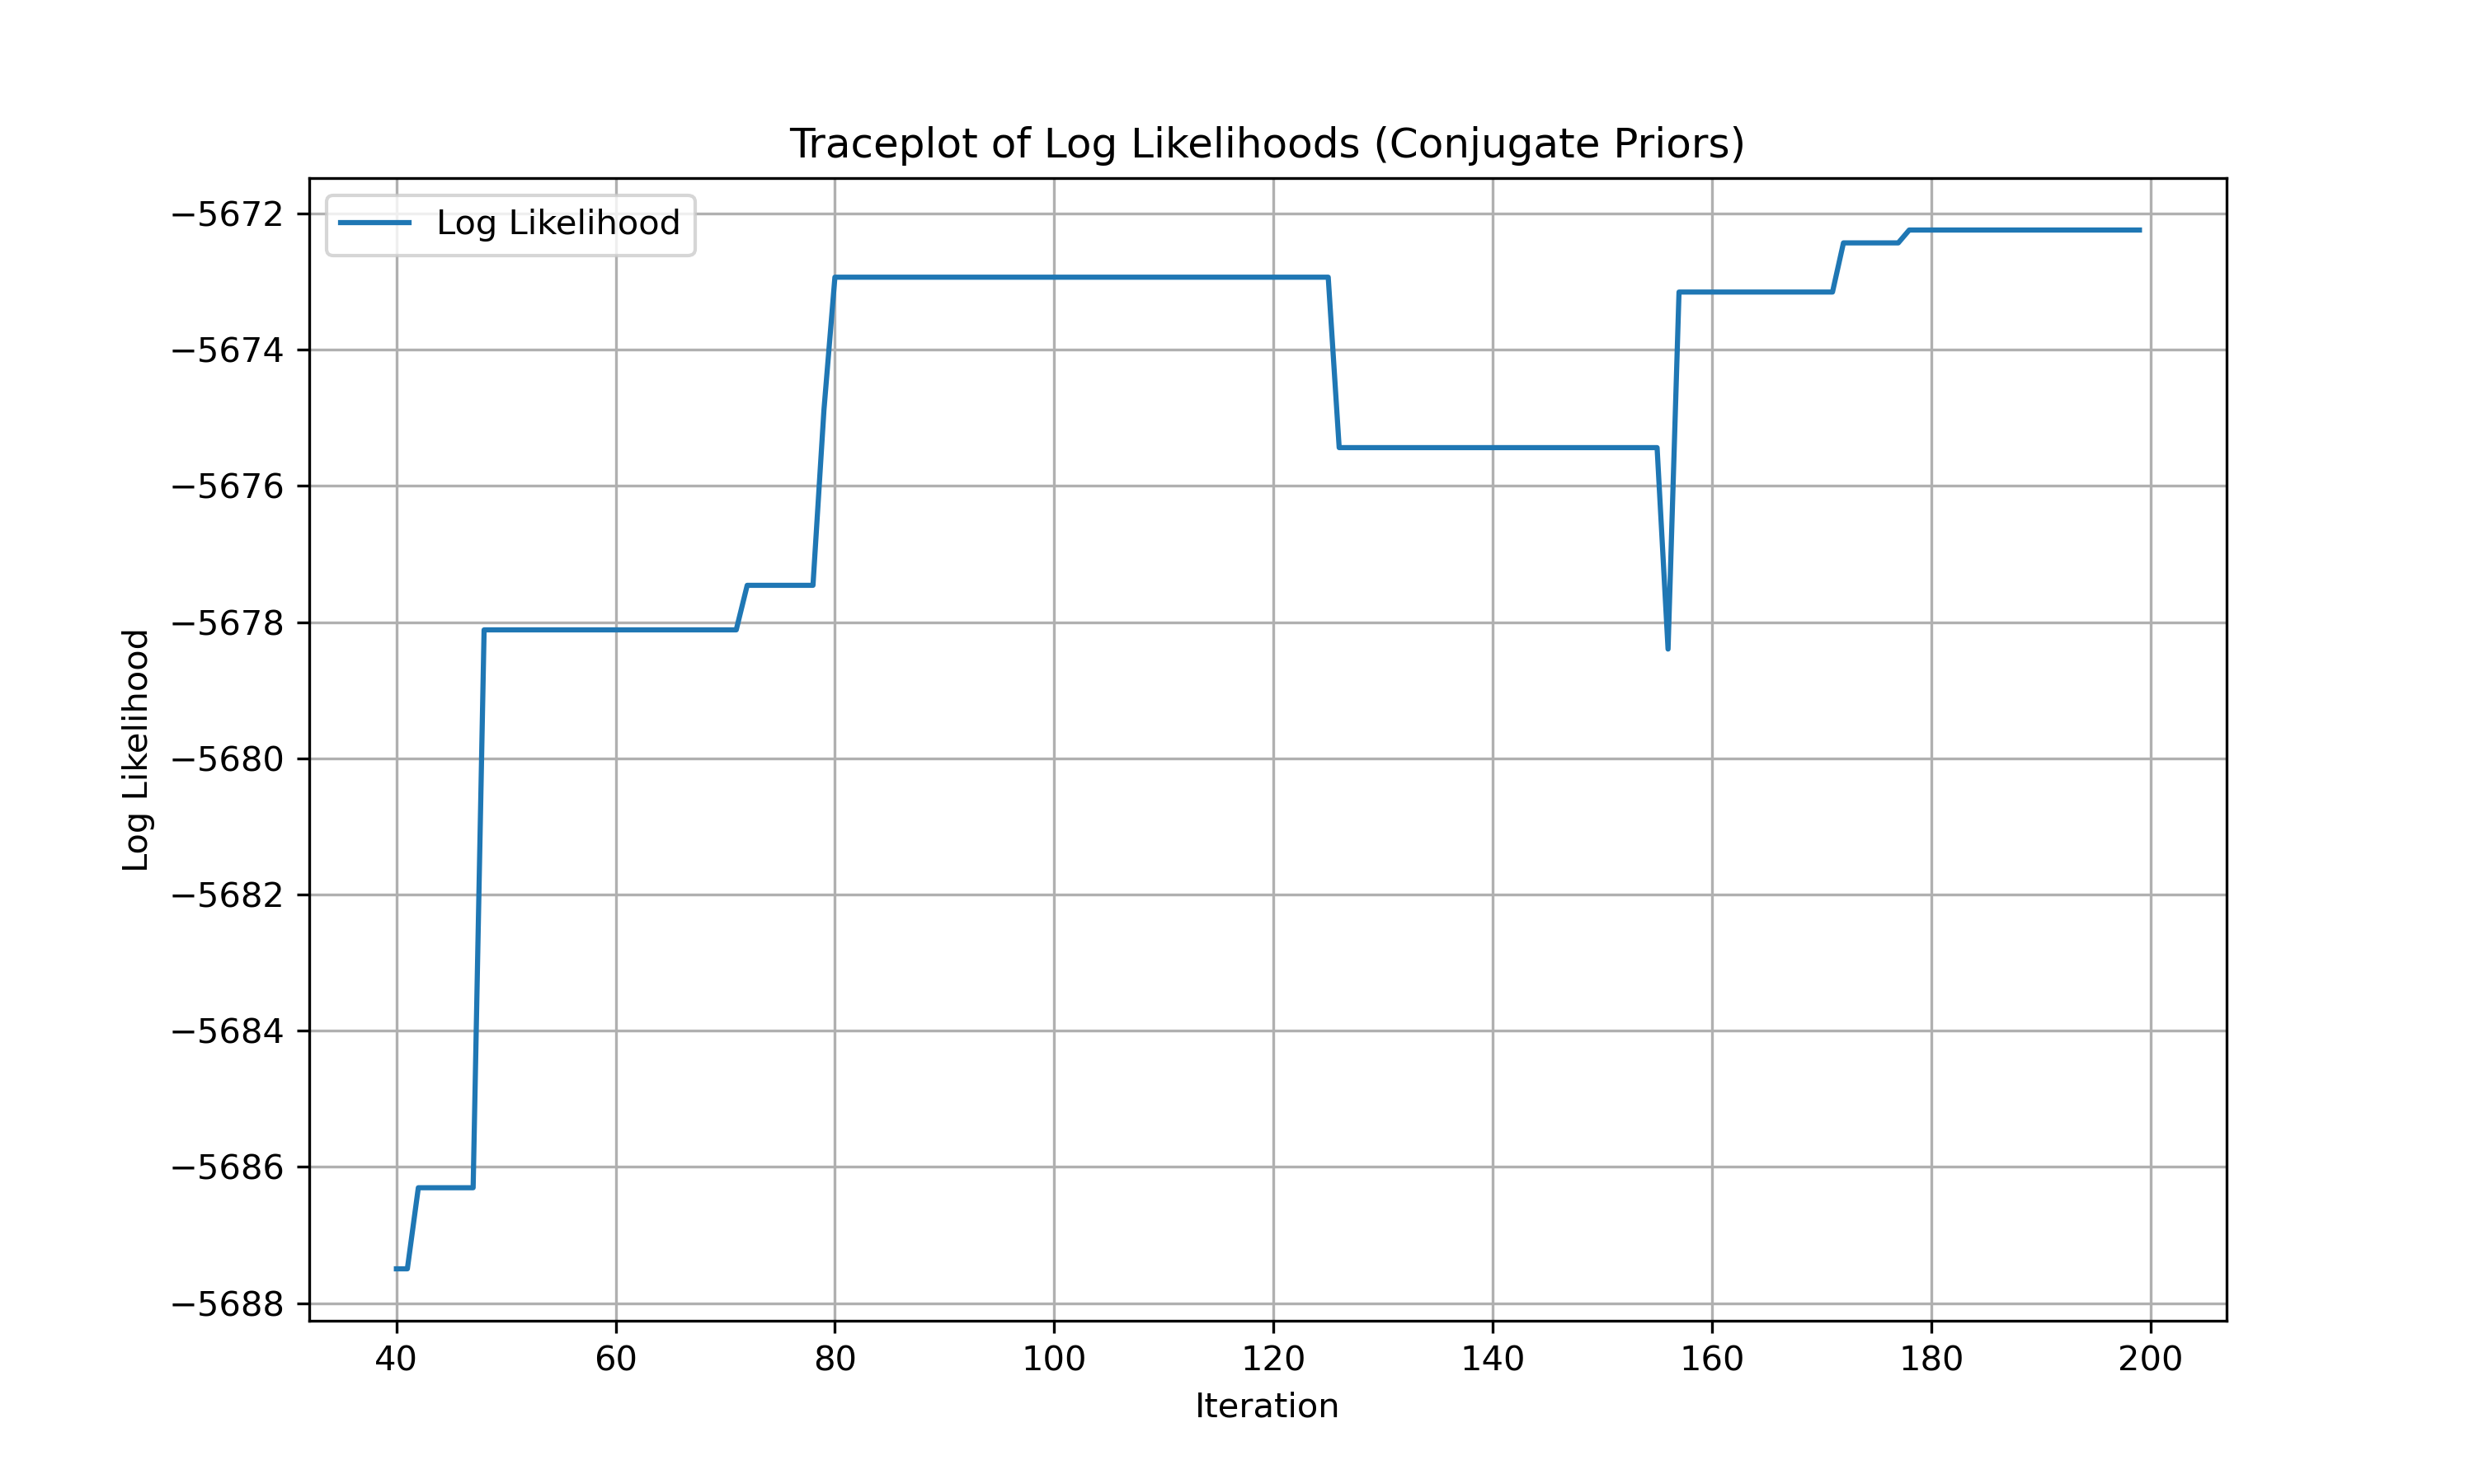 Traceplot of Log Likelihoods (Conjugate Priors)
Log Likelihood
−5672
−5674
−5676
−5678
−5680
−5682
−5684
−5686
−5688
Log Likelihood
40 60 80 100 120 140 160 180 200
Iteration